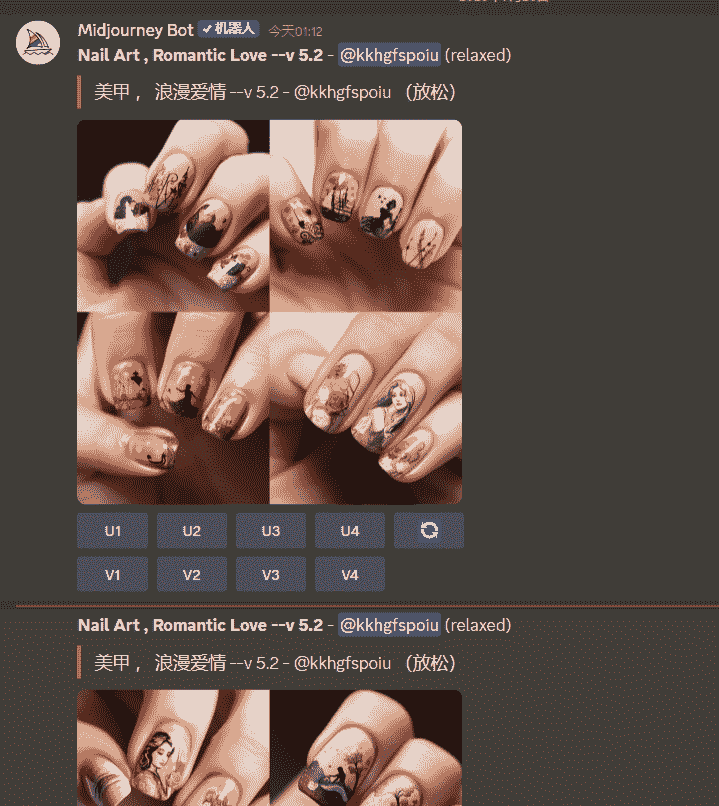 Midjourney Bot ✓机器人 今天01:12
Nail Art , Romantic Love --v 5.2 - @kkhgfspoiu (relaxed)
美甲 ， 浪漫爱情 --v 5.2 - @kkhgfspoiu （放松）
U1 U2 U3 U4
V1 V2 V3 V4
Nail Art , Romantic Love --v 5.2 - @kkhgfspoiu (relaxed)
美甲 ， 浪漫爱情 --v 5.2 - @kkhgfspoiu （放松）